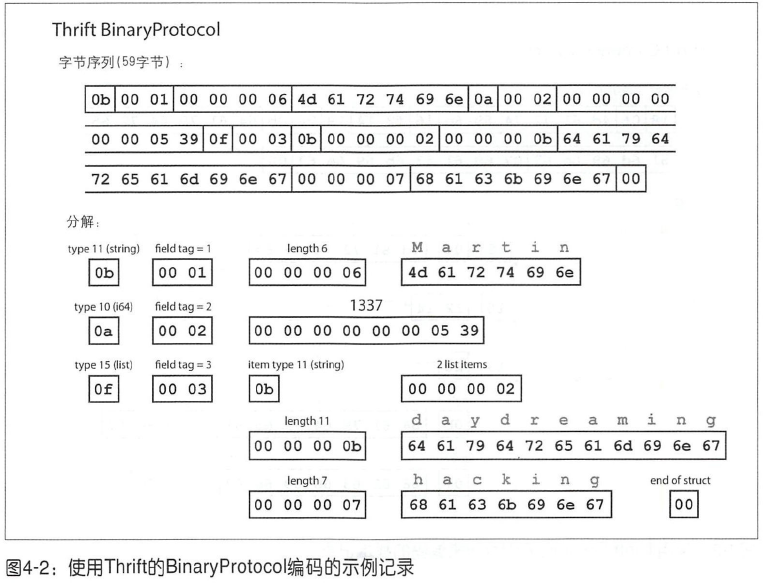 Thrift BinaryProtocol
字节序列(59字节)：
0b 00 01 00 00 00 06 4d 61 72 74 69 6e 0a 00 02 00 00 00 00
00 00 05 39 0f 00 03 0b 00 00 00 02 00 00 00 0b 64 61 79 64
72 65 61 6d 69 6e 67 00 00 00 07 68 61 63 6b 69 6e 67 00
分解：
type 11 (string) field tag = 1 length 6 M a r t i n
0b 00 01 00 00 00 06 4d 61 72 74 69 6e
type 10 (i64) field tag = 2 1337
0a 00 02 00 00 00 00 00 00 05 39
type 15 (list) field tag = 3 item type 11 (string) 2 list items
0f 00 03 0b 00 00 00 02
length 11 d a y d r e a m i n g
00 00 00 0b 64 61 79 64 72 65 61 6d 69 6e 67
length 7 h a c k i n g end of struct
00 00 00 07 68 61 63 6b 69 6e 67 00
图4-2：使用Thrift的BinaryProtocol编码的示例记录